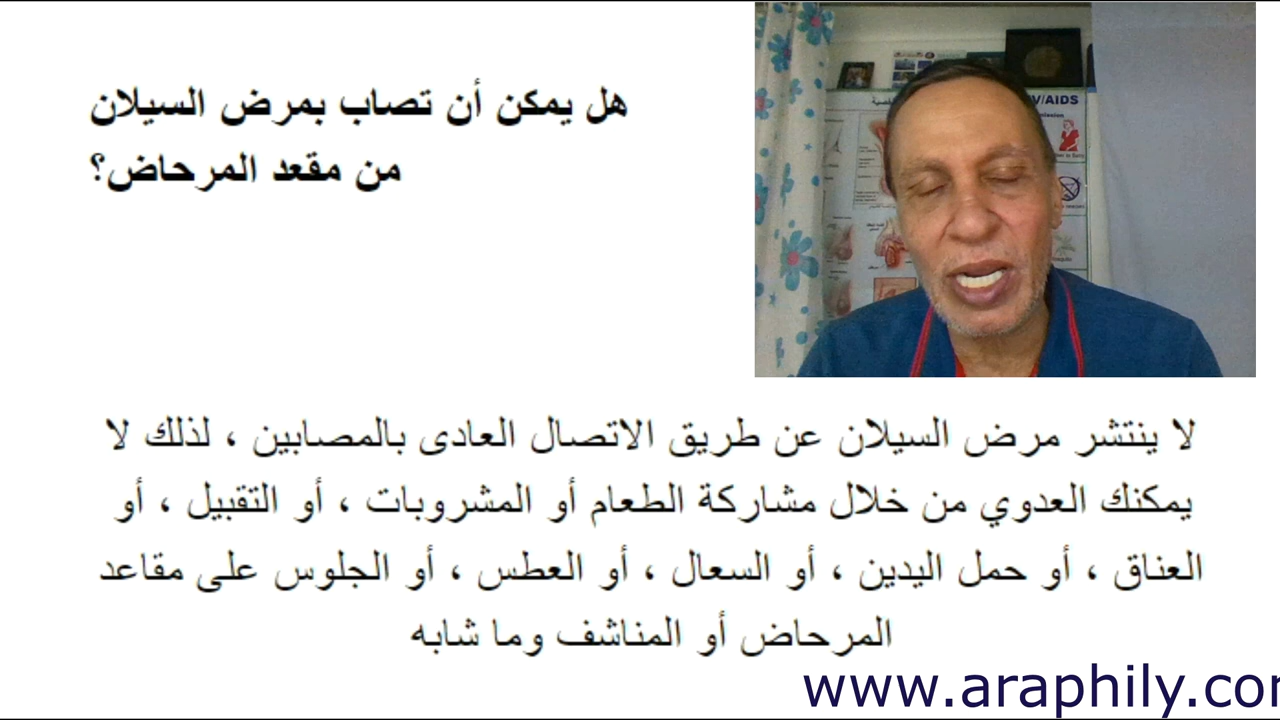 هل يمكن أن تصاب بمرض السيلان
من مقعد المرحاض؟
V/AIDS
لا ينتشر مرض السيلان عن طريق الاتصال العادى بالمصابين ، لذلك لا
يمكنك العدوي من خلال مشاركة الطعام أو المشروبات ، أو التقبيل ، أو
العناق ، أو حمل اليدين ، أو السعال ، أو العطس ، أو الجلوس على مقاعد
المرحاض أو المناشف وما شابه
www.araphily.co